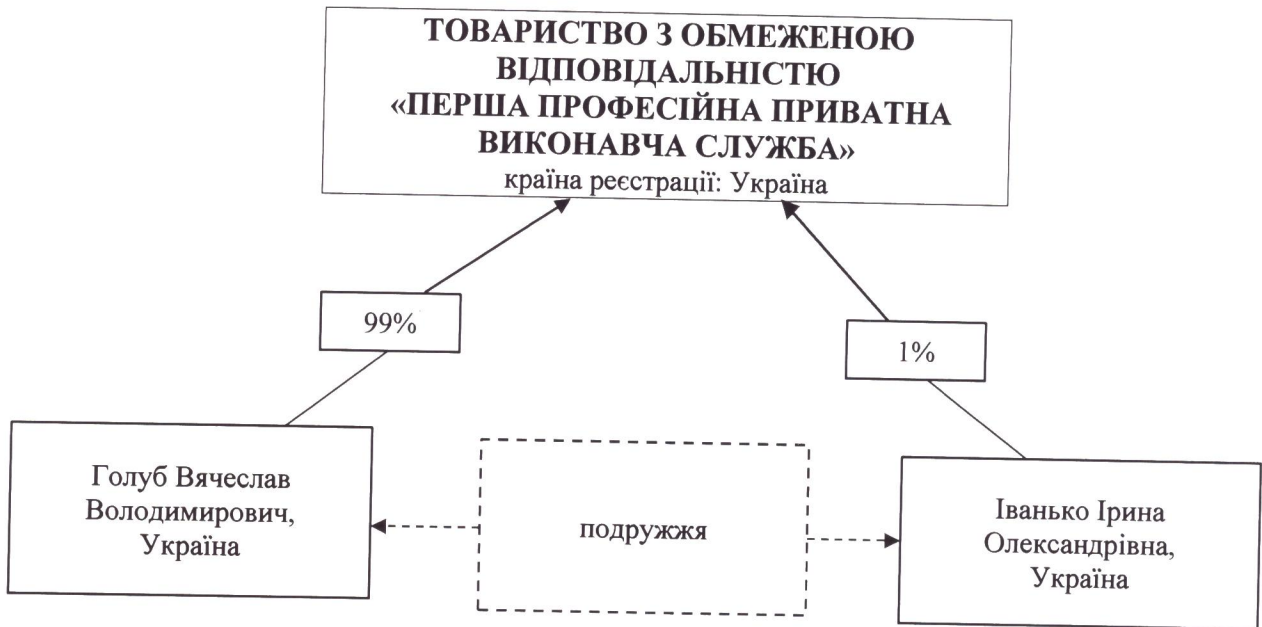 ТОВАРИСТВО З ОБМЕЖЕНОЮ
ВІДПОВІДАЛЬНІСТЮ
«ПЕРША ПРОФЕСІЙНА ПРИВАТНА
ВИКОНАВЧА СЛУЖБА»
країна реєстрації: Україна
99%
1%
Голуб Вячеслав
Володимирович,
Україна
подружжя
Іванько Ірина
Олександрівна,
Україна